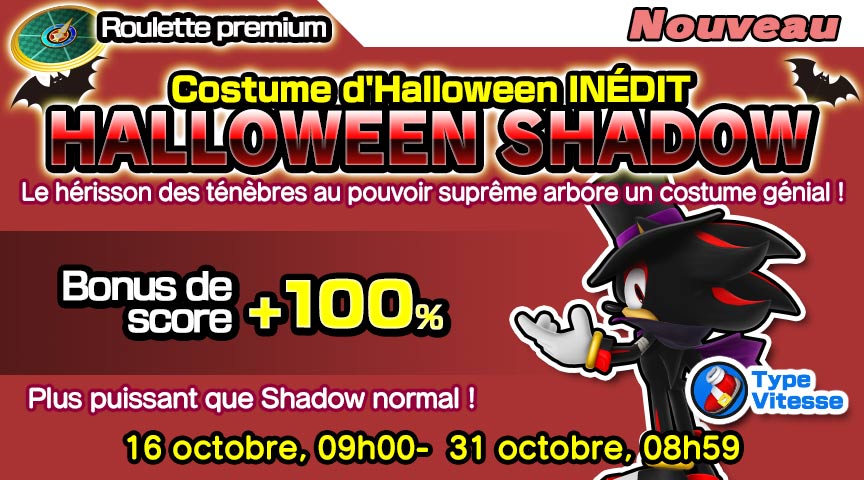 Roulette premium
Nouveau
Costume d'Halloween INÉDIT
HALLOWEEN SHADOW
Le hérisson des ténèbres au pouvoir suprême arbore un costume génial !
Bonus de
score +100%
Plus puissant que Shadow normal !
Type
Vitesse
16 octobre, 09h00- 31 octobre, 08h59